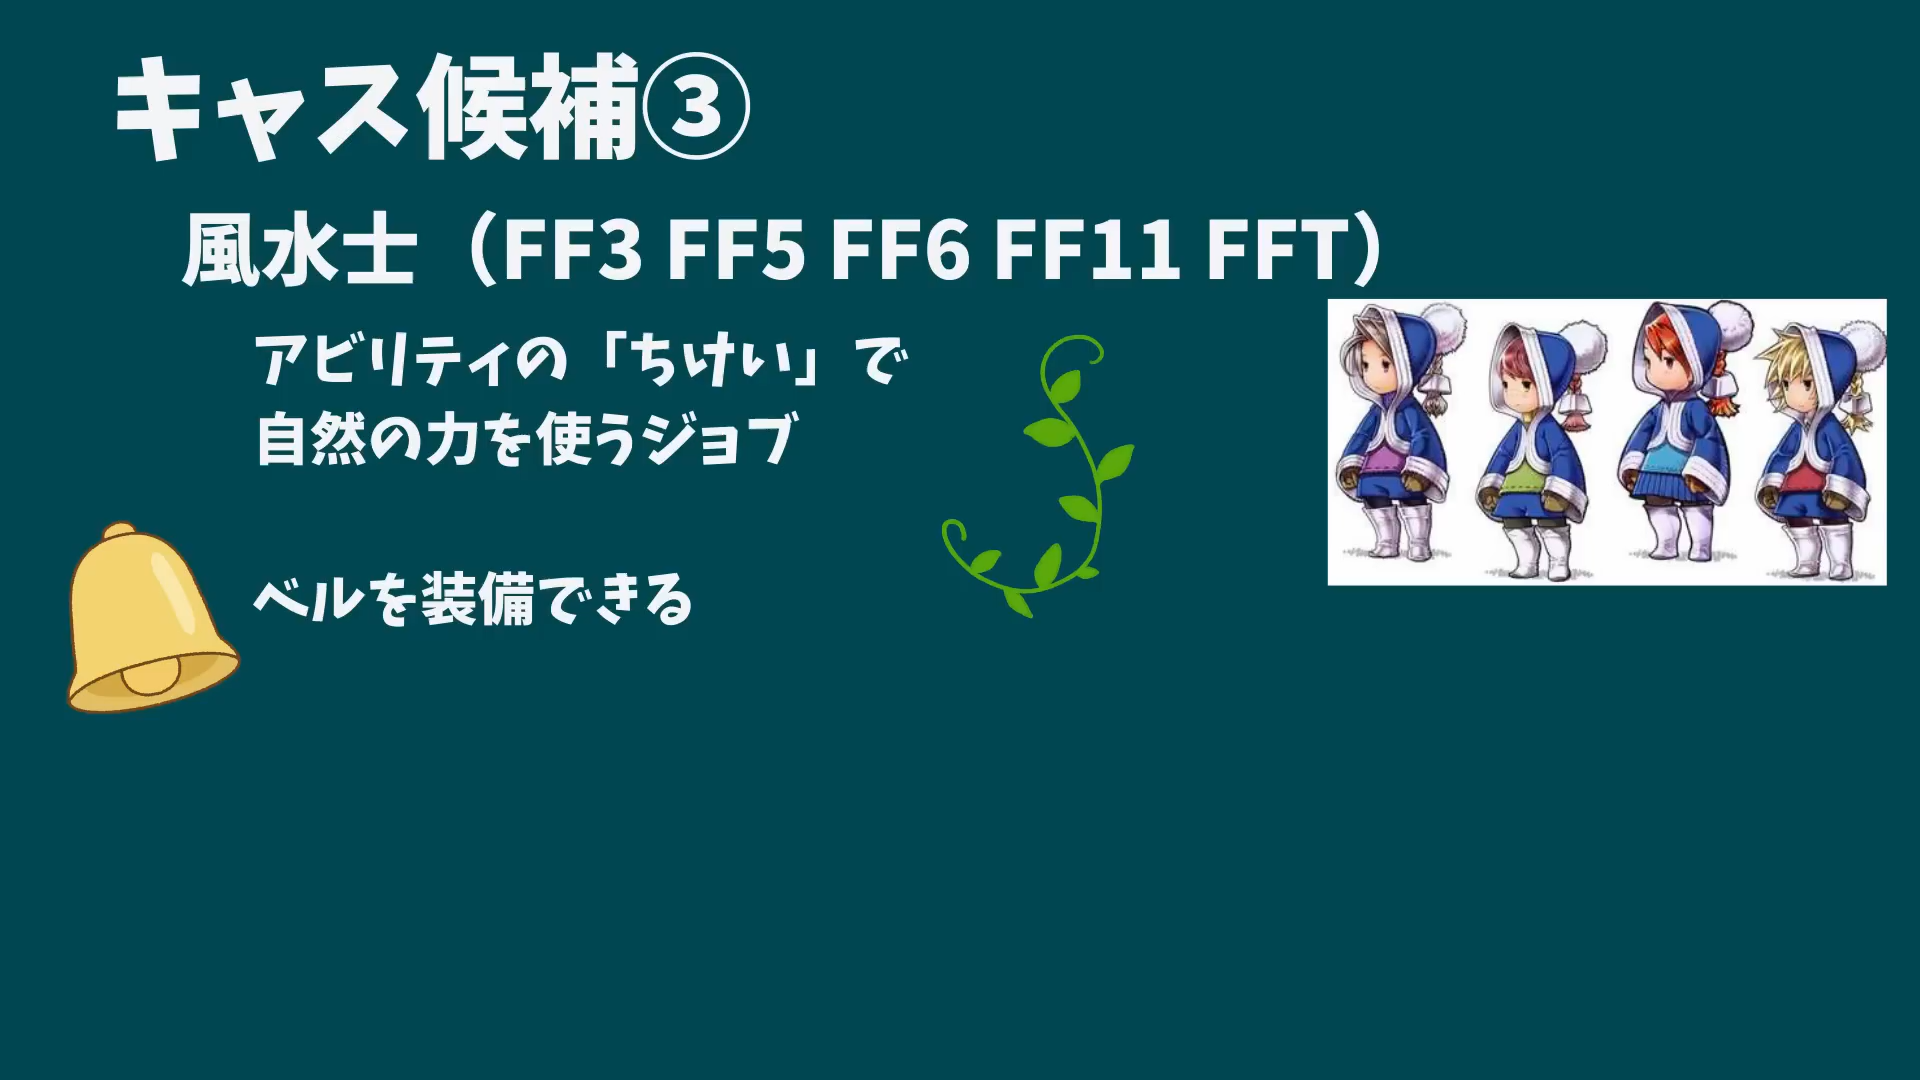 キャス候補③
風水士（FF3 FF5 FF6 FF11 FFT）
アビリティの「ちけい」で
自然の力を使うジョブ
ベルを装備できる